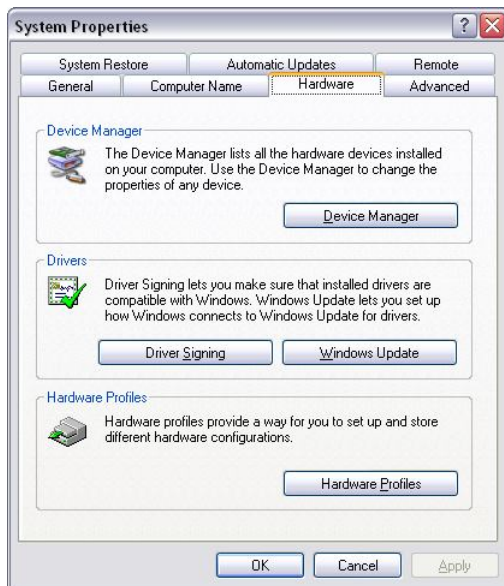 System Properties
System Restore Automatic Updates Remote
General Computer Name Hardware Advanced
Device Manager
The Device Manager lists all the hardware devices installed
on your computer. Use the Device Manager to change the
properties of any device.
Device Manager
Drivers
Driver Signing lets you make sure that installed drivers are
compatible with Windows. Windows Update lets you set up
how Windows connects to Windows Update for drivers.
Driver Signing Windows Update
Hardware Profiles
Hardware profiles provide a way for you to set up and store
different hardware configurations.
Hardware Profiles
OK Cancel Apply